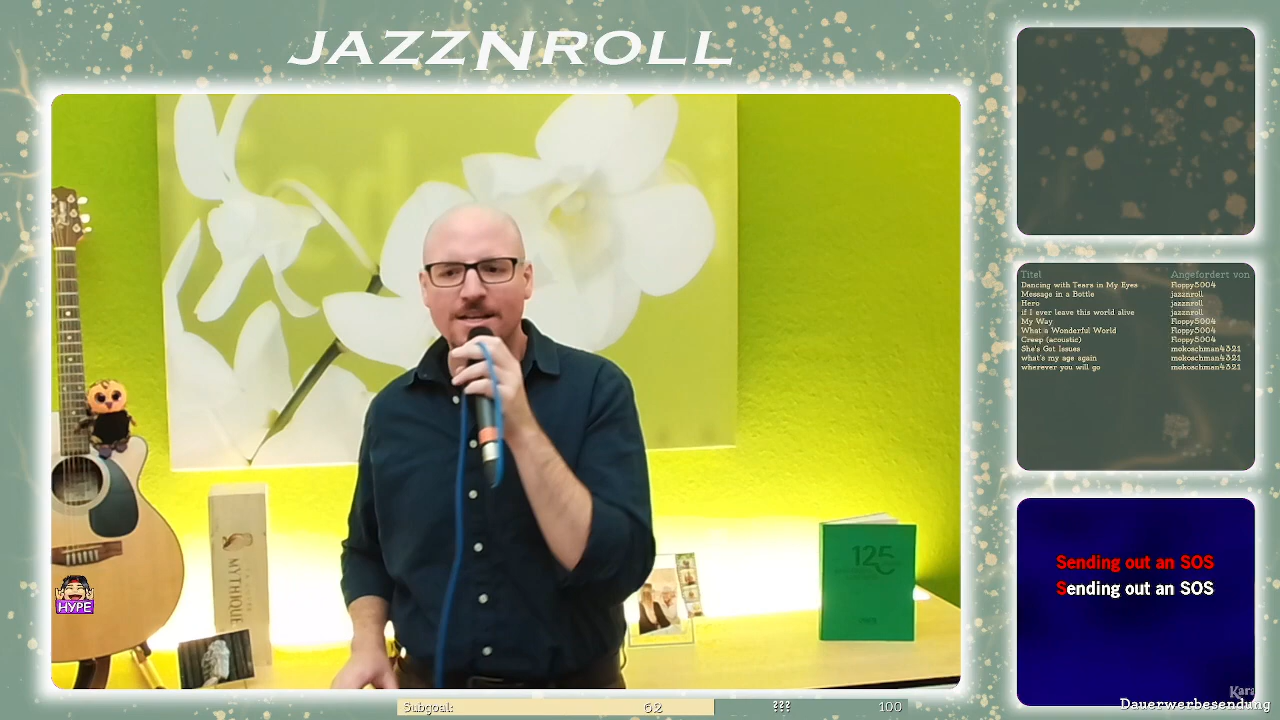 JAZZNROLL
Titel Angefordert von
Dancing with Tears in My Eyes Floppy5004
Message in a Bottle jazznroll
Hero jazznroll
if I ever leave this world alive jazznroll
My Way Floppy5004
What a Wonderful World Floppy5004
Creep (acoustic) Floppy5004
She's Got Issues mokoschman4321
what's my age again mokoschman4321
wherever you will go mokoschman4321
MYTHIQUE
125
HYPE
Sending out an SOS
Sending out an SOS
Kara
Dauerwerbesendung
Subgoal: 62 ??? 100